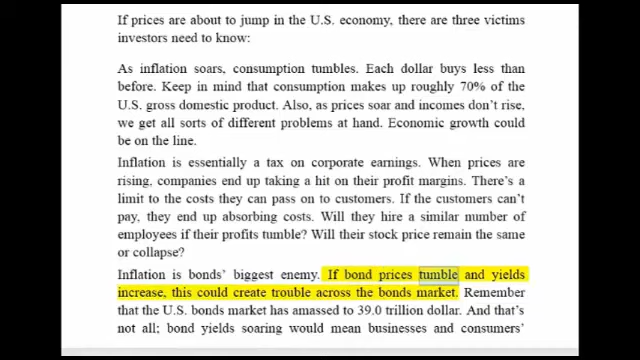 If prices are about to jump in the U.S. economy, there are three victims
investors need to know:
As inflation soars, consumption tumbles. Each dollar buys less than
before. Keep in mind that consumption makes up roughly 70% of the
U.S. gross domestic product. Also, as prices soar and incomes don't rise,
we get all sorts of different problems at hand. Economic growth could
be on the line.
Inflation is essentially a tax on corporate earnings. When prices are
rising, companies end up taking a hit on their profit margins. There's a
limit to the costs they can pass on to customers. If the customers can't
pay, they end up absorbing costs. Will they hire a similar number of
employees if their profits tumble? Will their stock price remain the same
or collapse?
Inflation is bonds' biggest enemy. If bond prices tumble and yields
increase, this could create trouble across the bonds market. Remember
that the U.S. bonds market has amassed to 39.0 trillion dollar. And that's
not all; bond yields soaring would mean businesses and consumers'